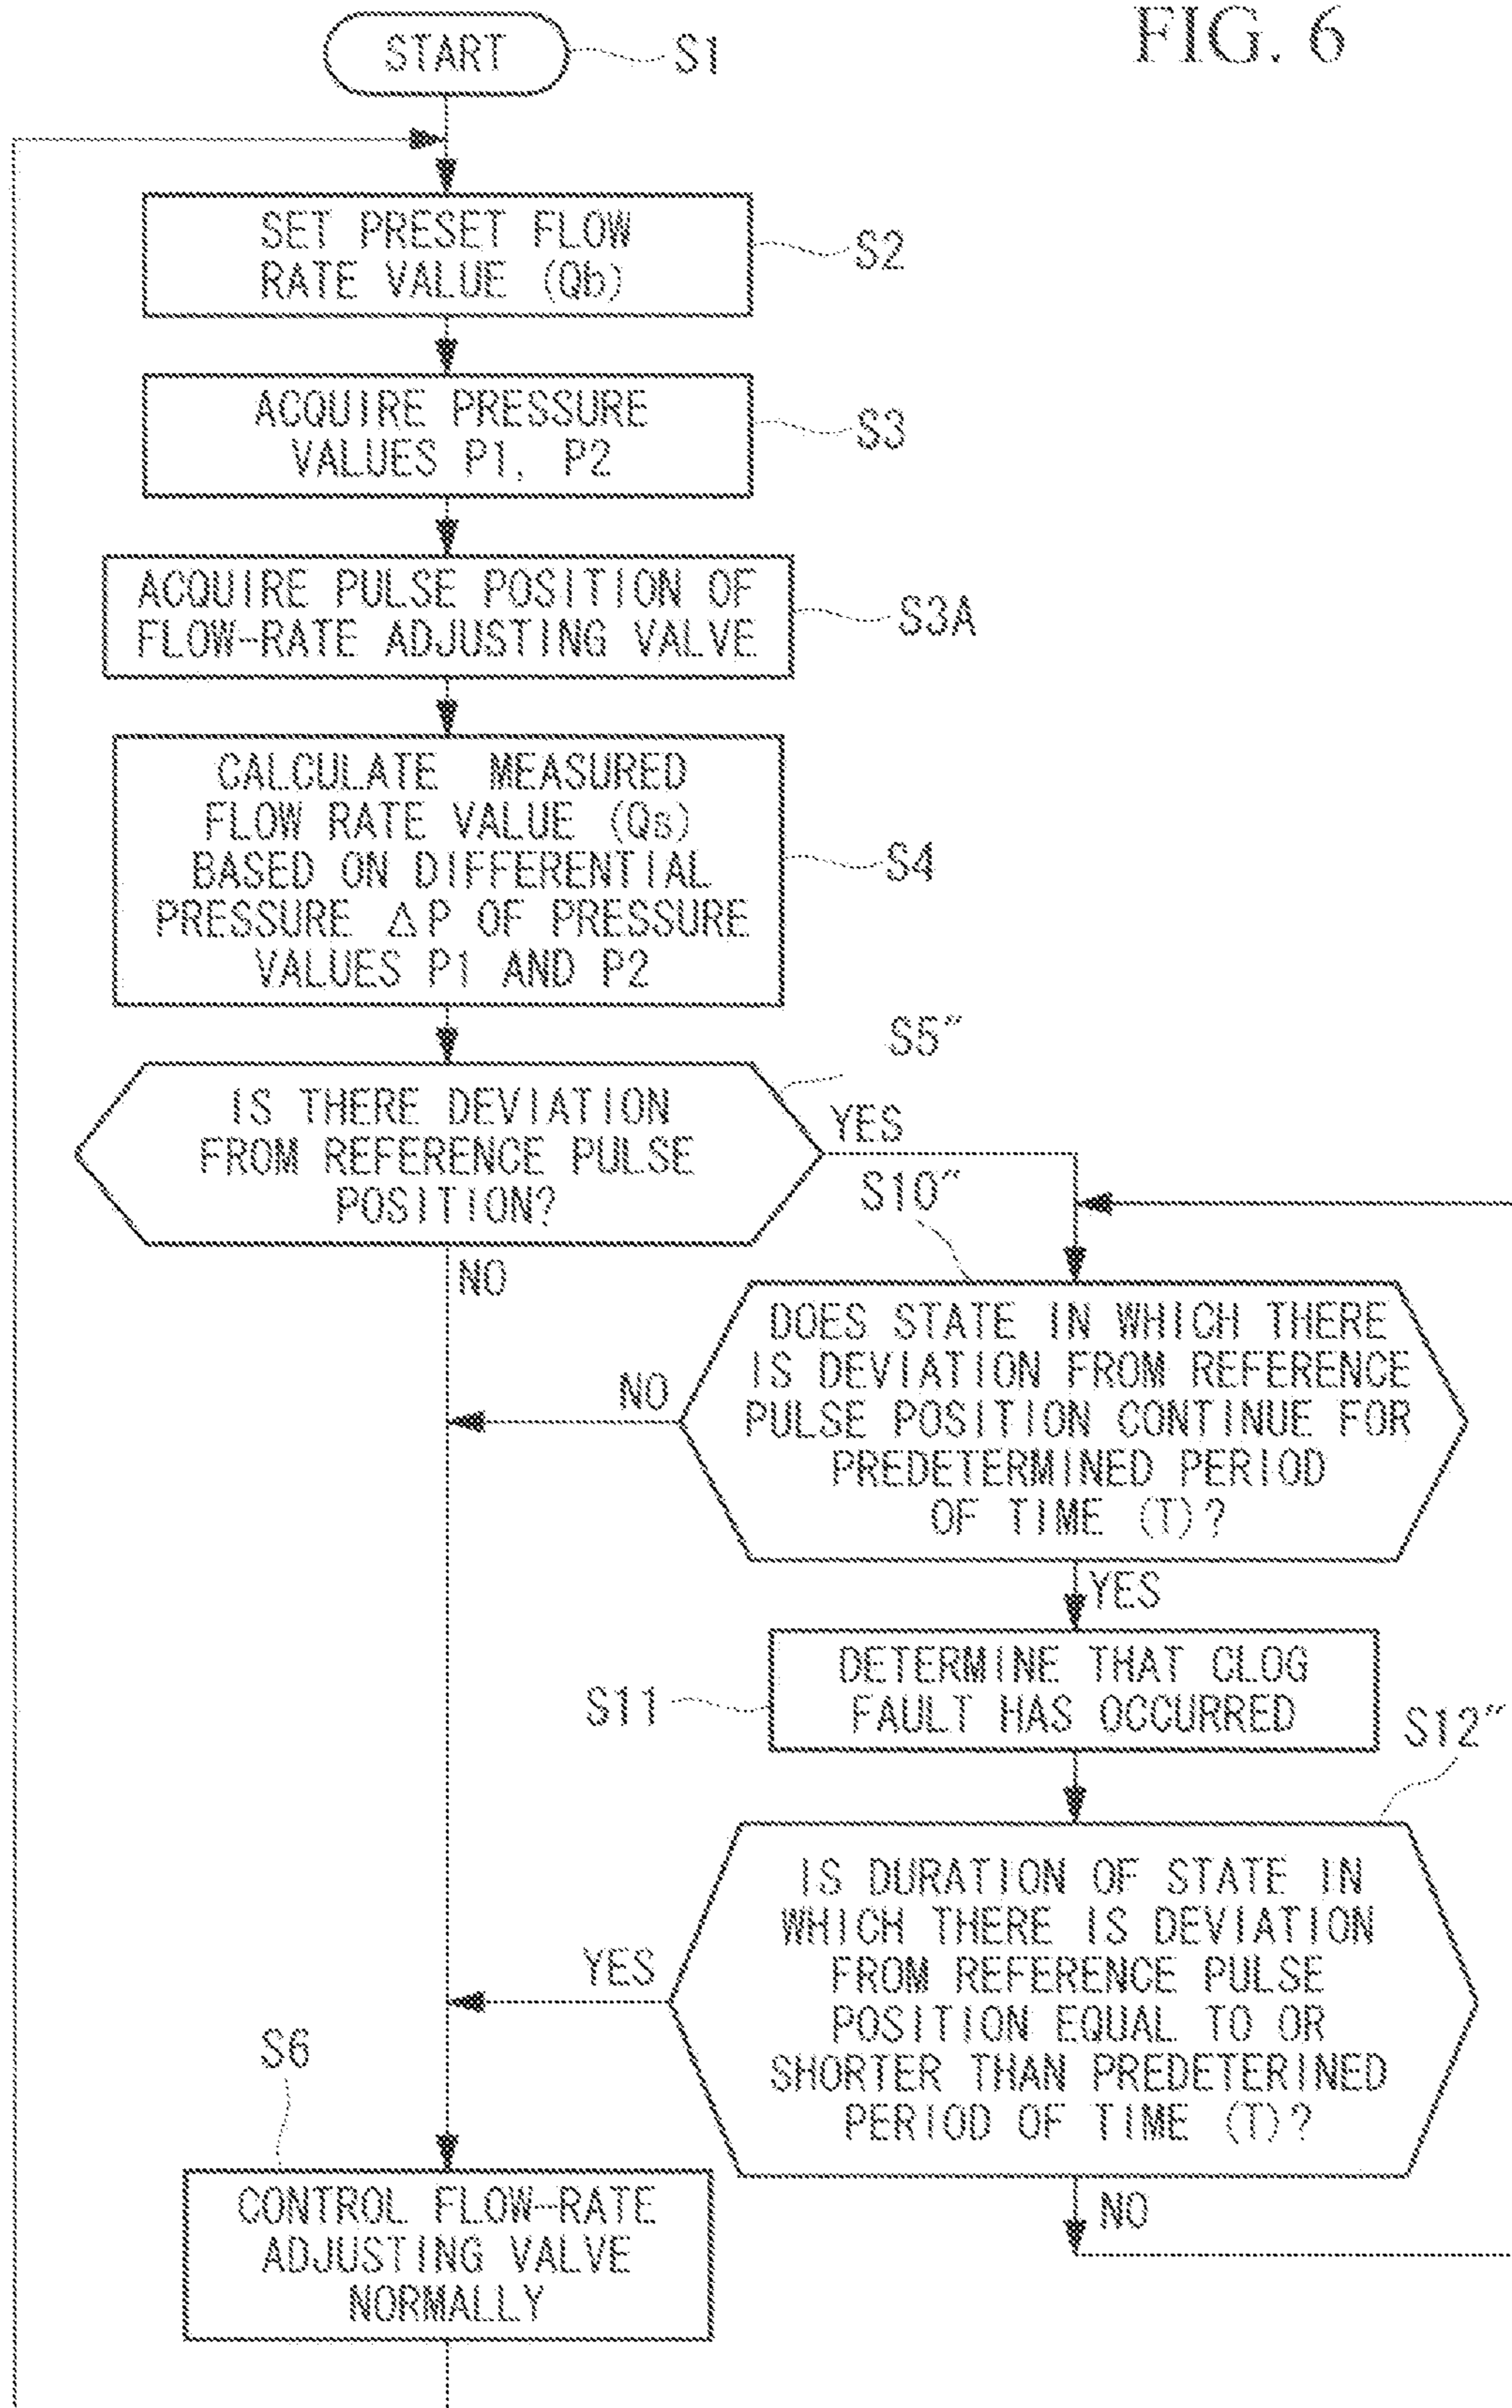 FIG. 6
START
S1
SET PRESET FLOW
RATE VALUE (Qb)
S2
ACQUIRE PRESSURE
VALUES P1, P2
S3
ACQUIRE PULSE POSITION OF
FLOW-RATE ADJUSTING VALVE
S3A
CALCULATE MEASURED
FLOW RATE VALUE (Qs)
BASED ON DIFFERENTIAL
PRESSURE ΔP OF PRESSURE
VALUES P1 AND P2
S4
S5"
IS THERE DEVIATION
FROM REFERENCE PULSE
POSITION?
YES
NO
S10"
DOES STATE IN WHICH THERE
IS DEVIATION FROM REFERENCE
PULSE POSITION CONTINUE FOR
PREDETERMINED PERIOD
OF TIME (T)?
NO
YES
DETERMINE THAT CLOG
FAULT HAS OCCURRED
S11
S12"
IS DURATION OF STATE IN
WHICH THERE IS DEVIATION
FROM REFERENCE PULSE
POSITION EQUAL TO OR
SHORTER THAN PREDETERINED
PERIOD OF TIME (T)?
YES
NO
S6
CONTROL FLOW-RATE
ADJUSTING VALVE
NORMALLY